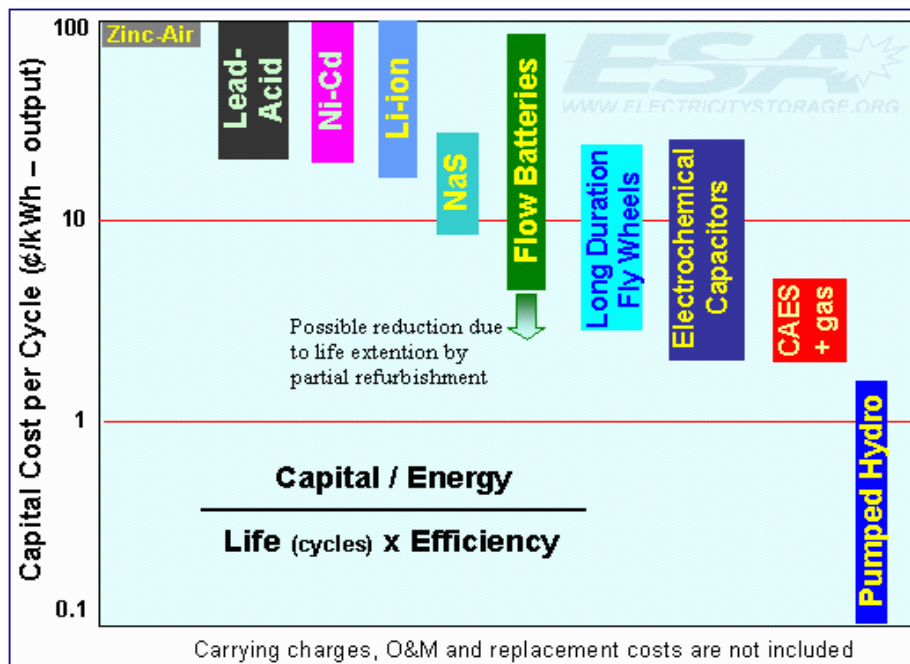 Capital Cost per Cycle (¢/kWh – output)
100
10
1
0.1
Zinc-Air
Lead-
Acid
Ni-Cd
Li-ion
NaS
Flow Batteries
Long Duration
Fly Wheels
Electrochemical
Capacitors
CAES
+ gas
Pumped Hydro
ESA
WWW.ELECTRICITYSTORAGE.ORG
Possible reduction due
to life extention by
partial refurbishment
Capital / Energy
Life (cycles) x Efficiency
Carrying charges, O&M and replacement costs are not included